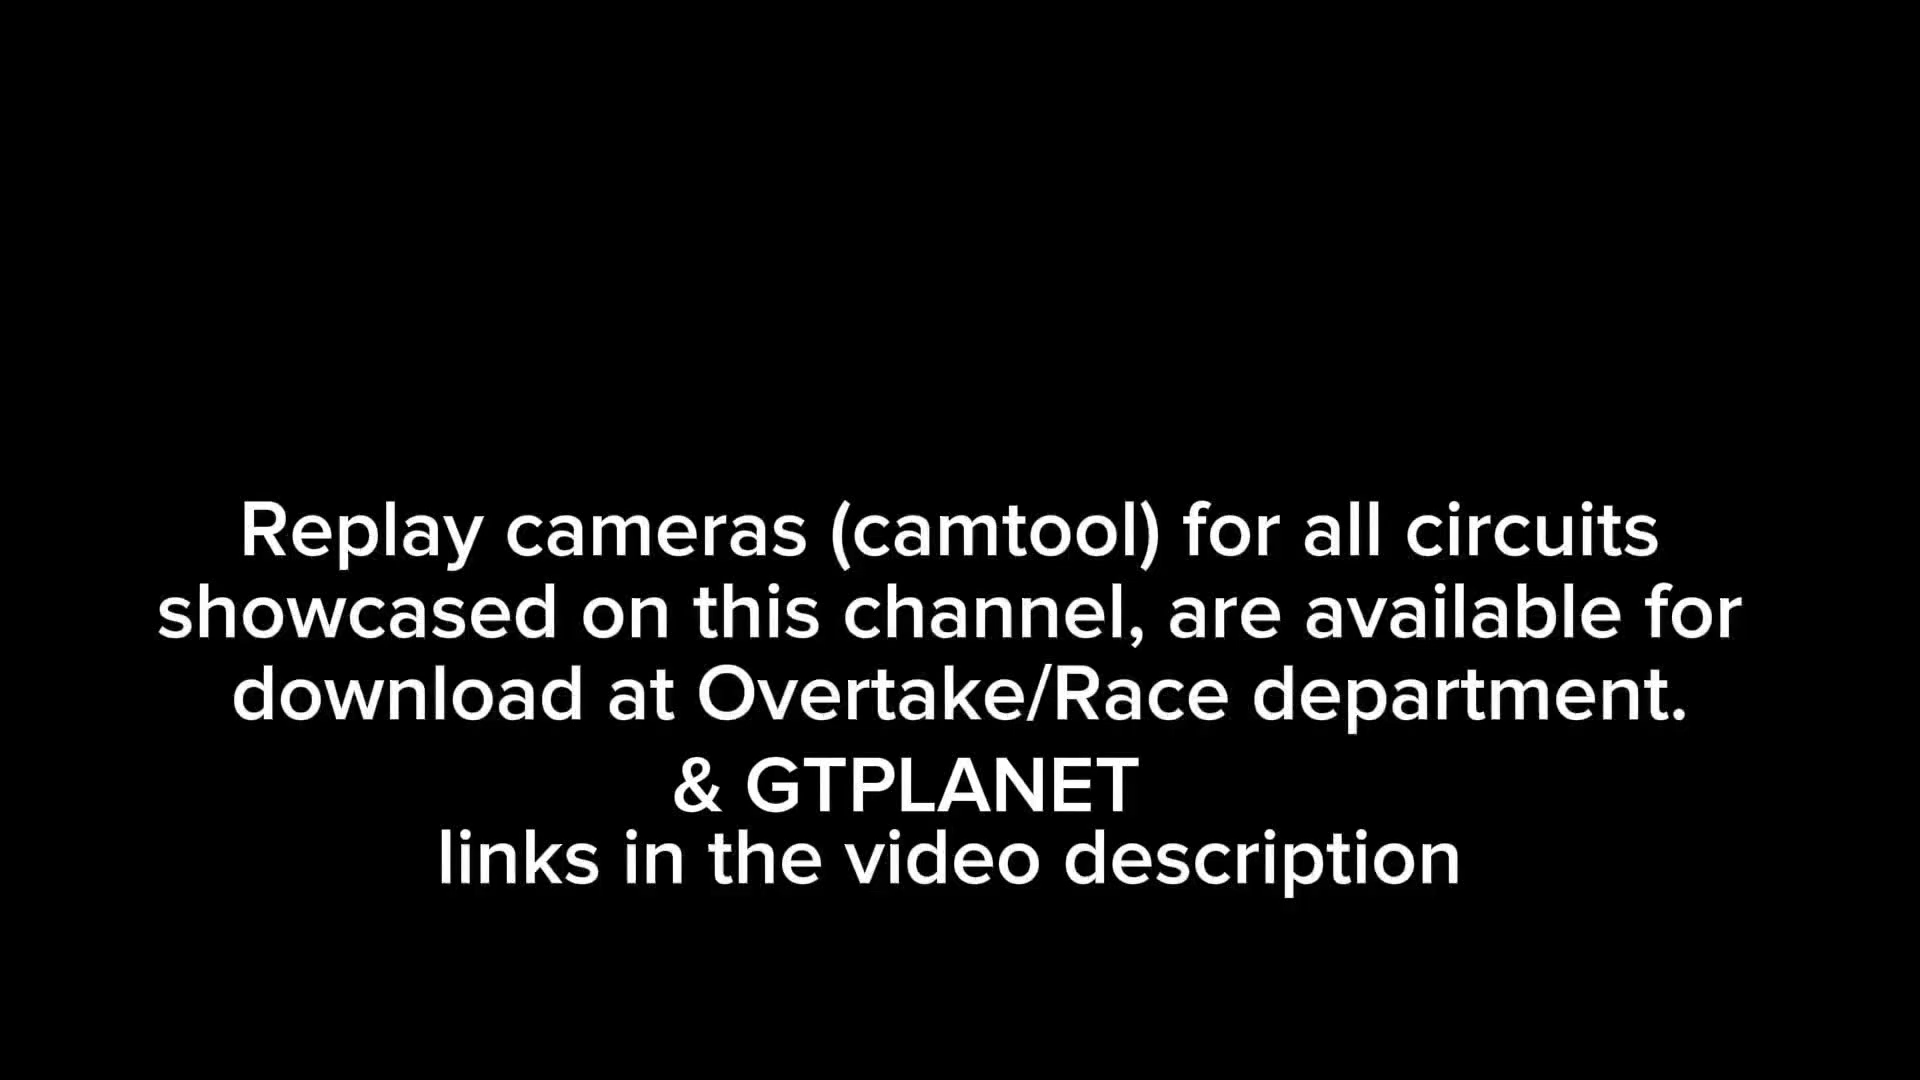 Replay cameras (camtool) for all circuits
showcased on this channel, are available for
download at Overtake/Race department.
& GTPLANET
links in the video description